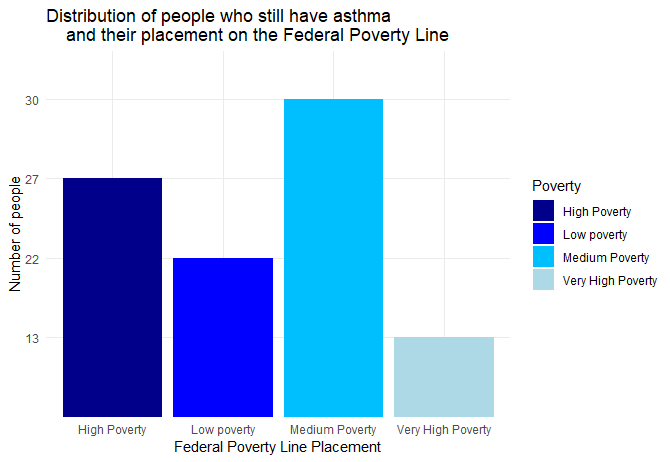 Distribution of people who still have asthma
and their placement on the Federal Poverty Line
Number of people
30
27
22
13
High Poverty
Low poverty
Medium Poverty
Very High Poverty
Federal Poverty Line Placement
Poverty
High Poverty
Low poverty
Medium Poverty
Very High Poverty